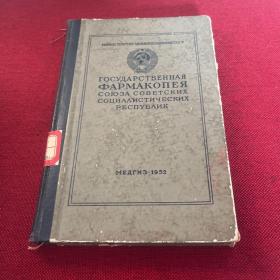 ГОСУДАРСТВЕННАЯ
ФАРМАКОПЕЯ
СОЮЗА СОВЕТСКИХ
СОЦИАЛИСТИЧЕСКИХ
РЕСПУБЛИК
МЕДГИЗ-1952